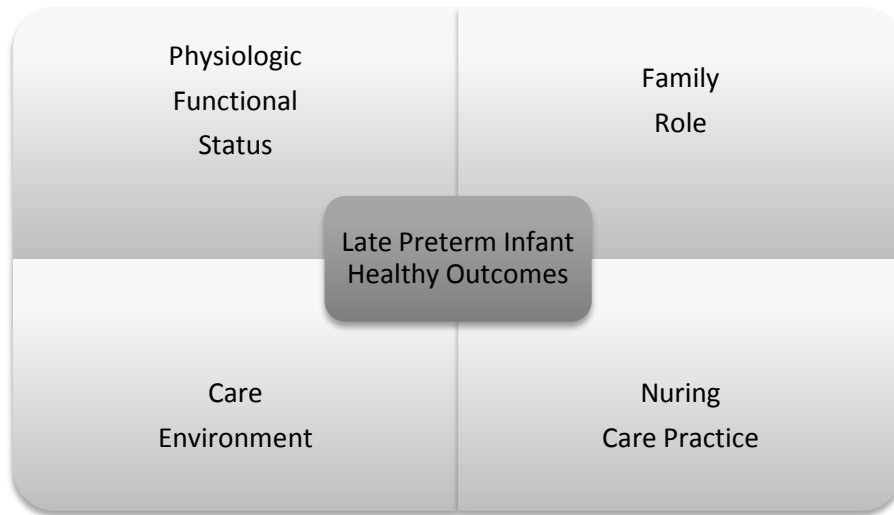 Physiologic
Functional
Status
Family
Role
Late Preterm Infant
Healthy Outcomes
Care
Environment
Nuring
Care Practice